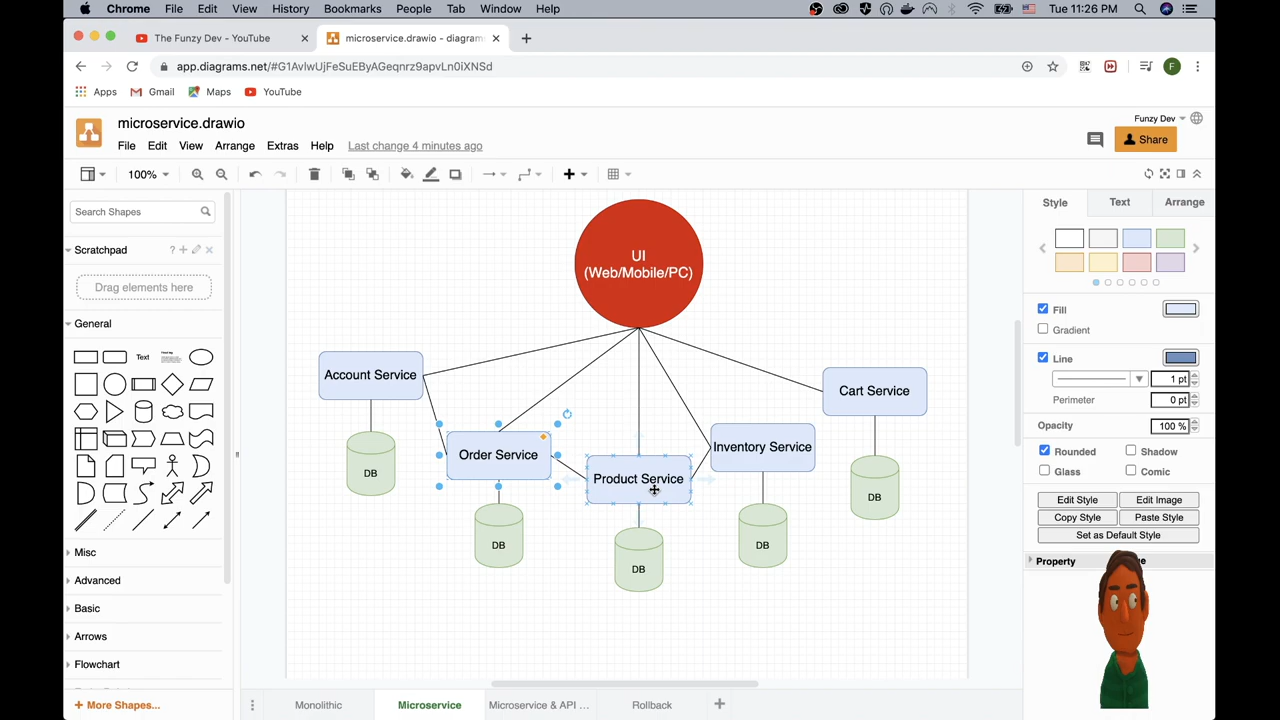 Chrome File Edit View History Bookmarks People Tab Window Help Tue 11:26 PM
The Funzy Dev - YouTube microservice.drawio - diagram
app.diagrams.net/#G1AvlwUjFeSuEByAGeqnrz9apvLn0iXNSd F
Apps Gmail Maps YouTube
microservice.drawio Funzy Dev
File Edit View Arrange Extras Help Last change 4 minutes ago Share
100%
Search Shapes
Scratchpad ?
Drag elements here
General
Text
Heading
Misc
Advanced
Basic
Arrows
Flowchart
+ More Shapes...
UI
(Web/Mobile/PC)
Account Service
Order Service
Product Service
Inventory Service
Cart Service
DB
DB
DB
DB
DB
Style Text Arrange
Fill
Gradient
Line
1 pt
Perimeter 0 pt
Opacity 100 %
Rounded Shadow
Glass Comic
Edit Style Edit Image
Copy Style Paste Style
Set as Default Style
Property
Monolithic Microservice Microservice & API ... Rollback